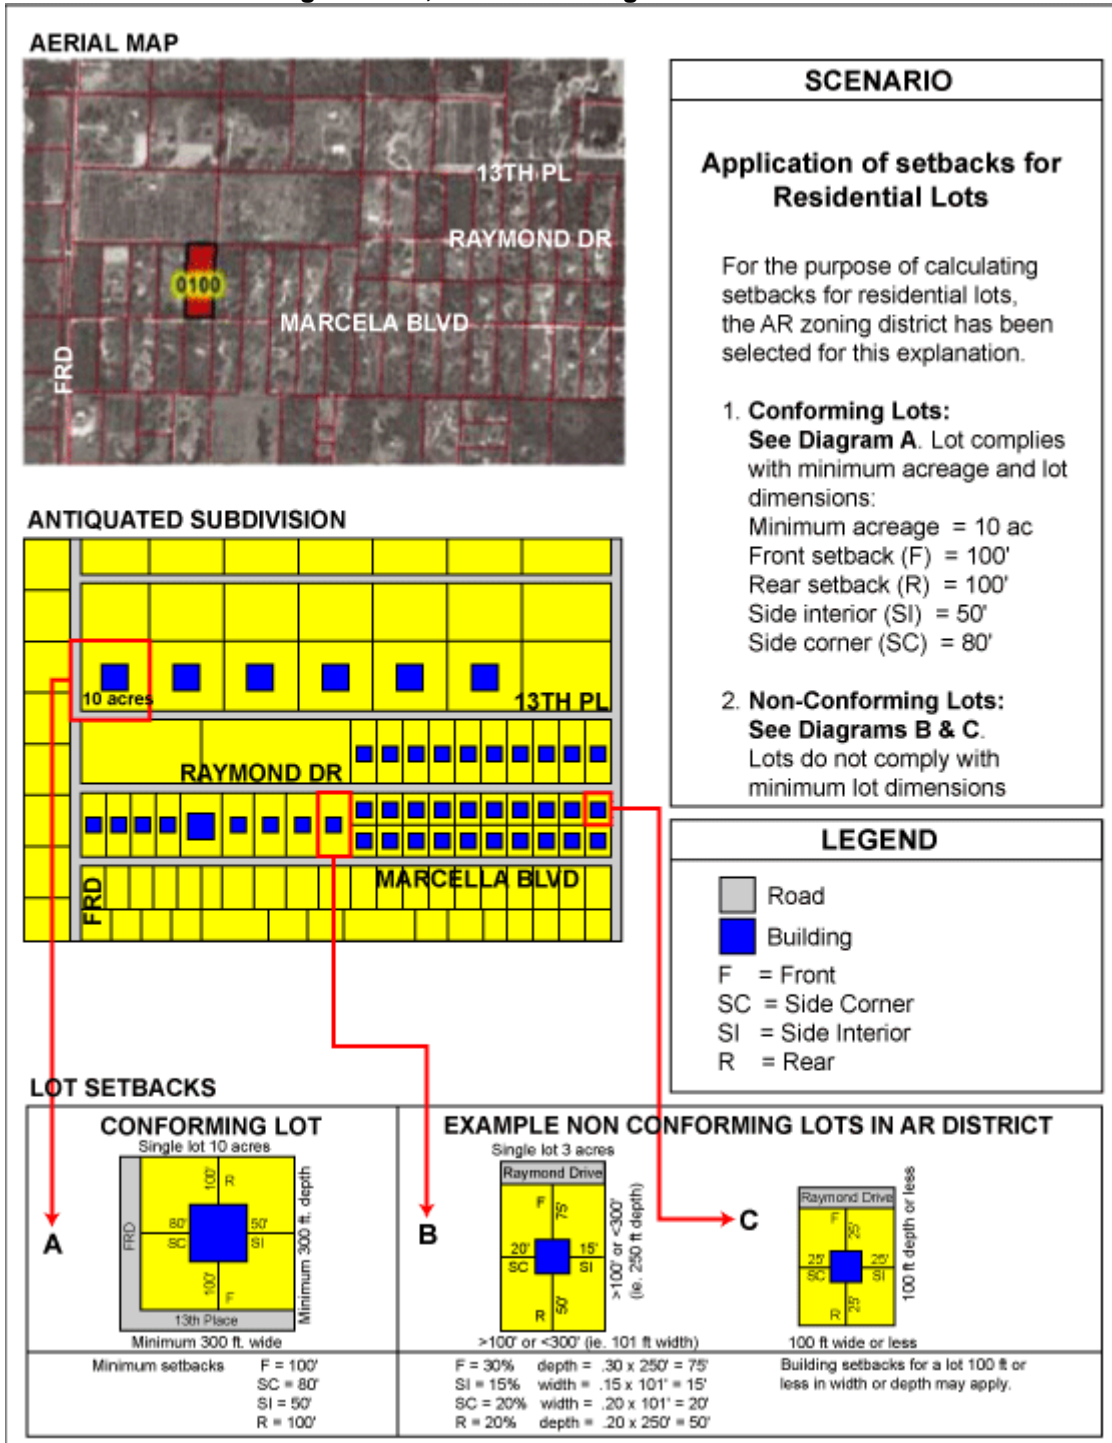 AERIAL MAP
13TH PL
RAYMOND DR
0100
MARCELA BLVD
FRD
SCENARIO
Application of setbacks for
Residential Lots
For the purpose of calculating
setbacks for residential lots,
the AR zoning district has been
selected for this explanation.
1. Conforming Lots:
See Diagram A. Lot complies
with minimum acreage and lot
dimensions:
Minimum acreage = 10 ac
Front setback (F) = 100'
Rear setback (R) = 100'
Side interior (SI) = 50'
Side corner (SC) = 80'
2. Non-Conforming Lots:
See Diagrams B & C.
Lots do not comply with
minimum lot dimensions
ANTIQUATED SUBDIVISION
10 acres
13TH PL
RAYMOND DR
MARCELLA BLVD
FRD
LEGEND
Road
Building
F = Front
SC = Side Corner
SI = Side Interior
R = Rear
LOT SETBACKS
CONFORMING LOT
Single lot 10 acres
A
FRD
100'
R
80'
SC
50'
SI
100'
F
13th Place
Minimum 300 ft. depth
Minimum 300 ft. wide
Minimum setbacks F = 100'
SC = 80'
SI = 50'
R = 100'
EXAMPLE NON CONFORMING LOTS IN AR DISTRICT
Single lot 3 acres
B
Raymond Drive
F
75'
20'
SC
15'
SI
R
50'
>100' or <300'
(ie. 250 ft depth)
>100' or <300' (ie. 101 ft width)
F = 30% depth = .30 x 250' = 75'
SI = 15% width = .15 x 101' = 15'
SC = 20% width = .20 x 101' = 20'
R = 20% depth = .20 x 250' = 50'
C
Raymond Drive
F
25'
25'
SC
25'
SI
R
25'
100 ft depth or less
100 ft wide or less
Building setbacks for a lot 100 ft or
less in width or depth may apply.